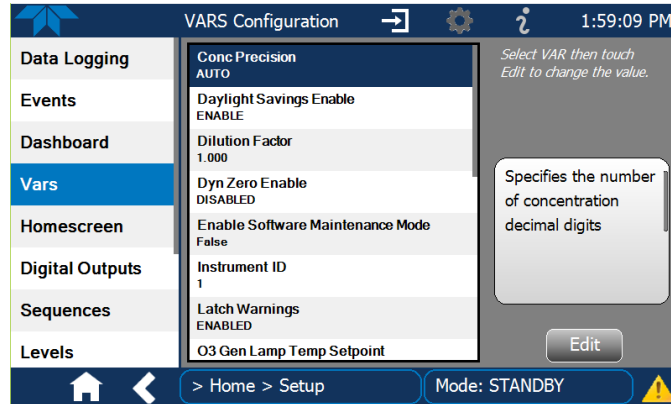 VARS Configuration
1:59:09 PM
Data Logging
Events
Dashboard
Vars
Homescreen
Digital Outputs
Sequences
Levels
Conc Precision
AUTO
Daylight Savings Enable
ENABLE
Dilution Factor
1.000
Dyn Zero Enable
DISABLED
Enable Software Maintenance Mode
False
Instrument ID
1
Latch Warnings
ENABLED
O3 Gen Lamp Temp Setpoint
Select VAR then touch
Edit to change the value.
Specifies the number
of concentration
decimal digits
Edit
> Home > Setup
Mode: STANDBY